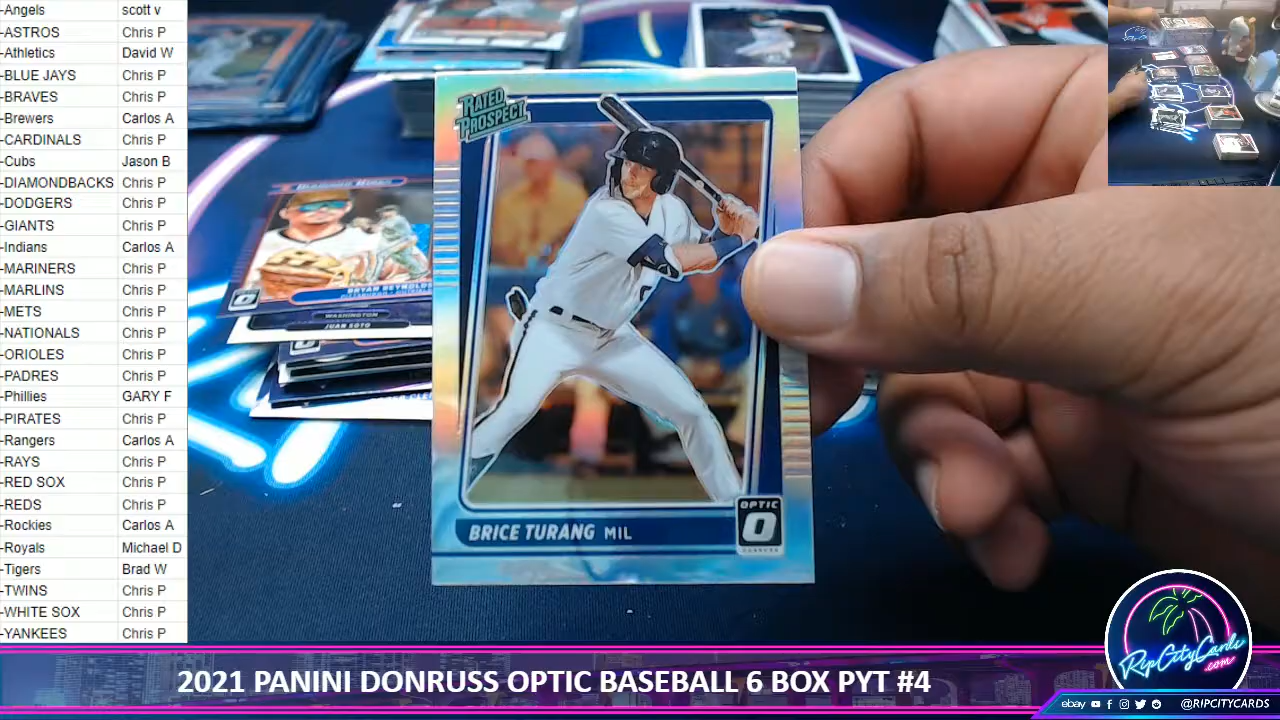 -Angels scott v
-ASTROS Chris P
-Athletics David W
-BLUE JAYS Chris P
-BRAVES Chris P
-Brewers Carlos A
-CARDINALS Chris P
-Cubs Jason B
-DIAMONDBACKS Chris P
-DODGERS Chris P
-GIANTS Chris P
-Indians Carlos A
-MARINERS Chris P
-MARLINS Chris P
-METS Chris P
-NATIONALS Chris P
-ORIOLES Chris P
-PADRES Chris P
-Phillies GARY F
-PIRATES Chris P
-Rangers Carlos A
-RAYS Chris P
-RED SOX Chris P
-REDS Chris P
-Rockies Carlos A
-Royals Michael D
-Tigers Brad W
-TWINS Chris P
-WHITE SOX Chris P
-YANKEES Chris P
RATED
PROSPECT
BRYAN REYNOLDS
WASHINGTON
JUAN SOTO
OPTIC
BRICE TURANG MIL
2021 PANINI DONRUSS OPTIC BASEBALL 6 BOX PYT #4
RipCityCards
.com
ebay @RIPCITYCARDS